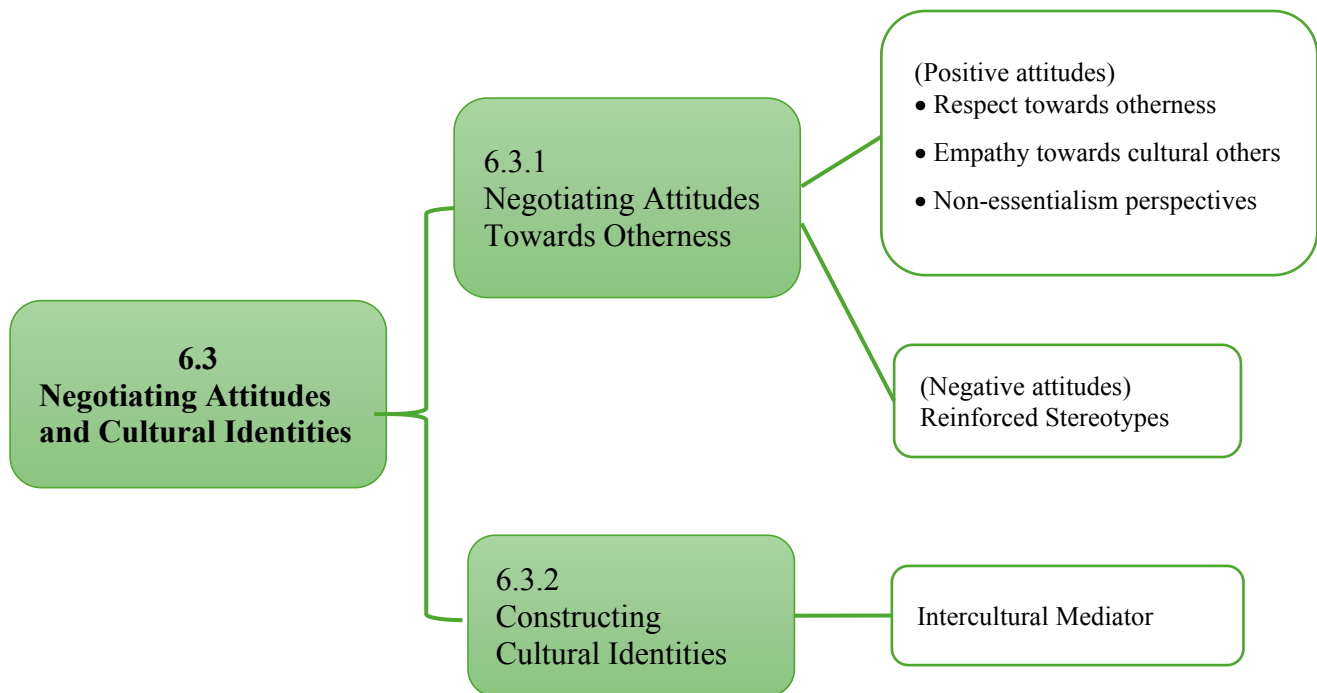 6.3
Negotiating Attitudes
and Cultural Identities
6.3.1
Negotiating Attitudes
Towards Otherness
(Positive attitudes)
• Respect towards otherness
• Empathy towards cultural others
• Non-essentialism perspectives
(Negative attitudes)
Reinforced Stereotypes
6.3.2
Constructing
Cultural Identities
Intercultural Mediator